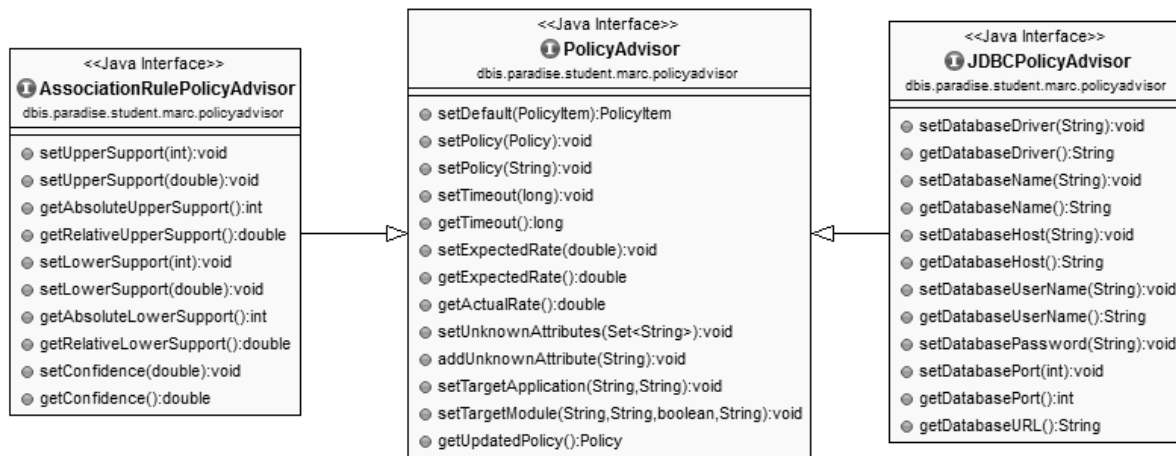 <<Java Interface>>
AssociationRulePolicyAdvisor
dbis.paradise.student.marc.policyadvisor
setUpperSupport(int):void
setUpperSupport(double):void
getAbsoluteUpperSupport():int
getRelativeUpperSupport():double
setLowerSupport(int):void
setLowerSupport(double):void
getAbsoluteLowerSupport():int
getRelativeLowerSupport():double
setConfidence(double):void
getConfidence():double
<<Java Interface>>
PolicyAdvisor
dbis.paradise.student.marc.policyadvisor
setDefault(PolicyItem):PolicyItem
setPolicy(Policy):void
setPolicy(String):void
setTimeout(long):void
getTimeout():long
setExpectedRate(double):void
getExpectedRate():double
getActualRate():double
setUnknownAttributes(Set<String>):void
addUnknownAttribute(String):void
setTargetApplication(String,String):void
setTargetModule(String,String,boolean,String):void
getUpdatedPolicy():Policy
<<Java Interface>>
JDBCPolicyAdvisor
dbis.paradise.student.marc.policyadvisor
setDatabaseDriver(String):void
getDatabaseDriver():String
setDatabaseName(String):void
getDatabaseName():String
setDatabaseHost(String):void
getDatabaseHost():String
setDatabaseUserName(String):void
getDatabaseUserName():String
setDatabasePassword(String):void
setDatabasePort(int):void
getDatabasePort():int
getDatabaseURL():String